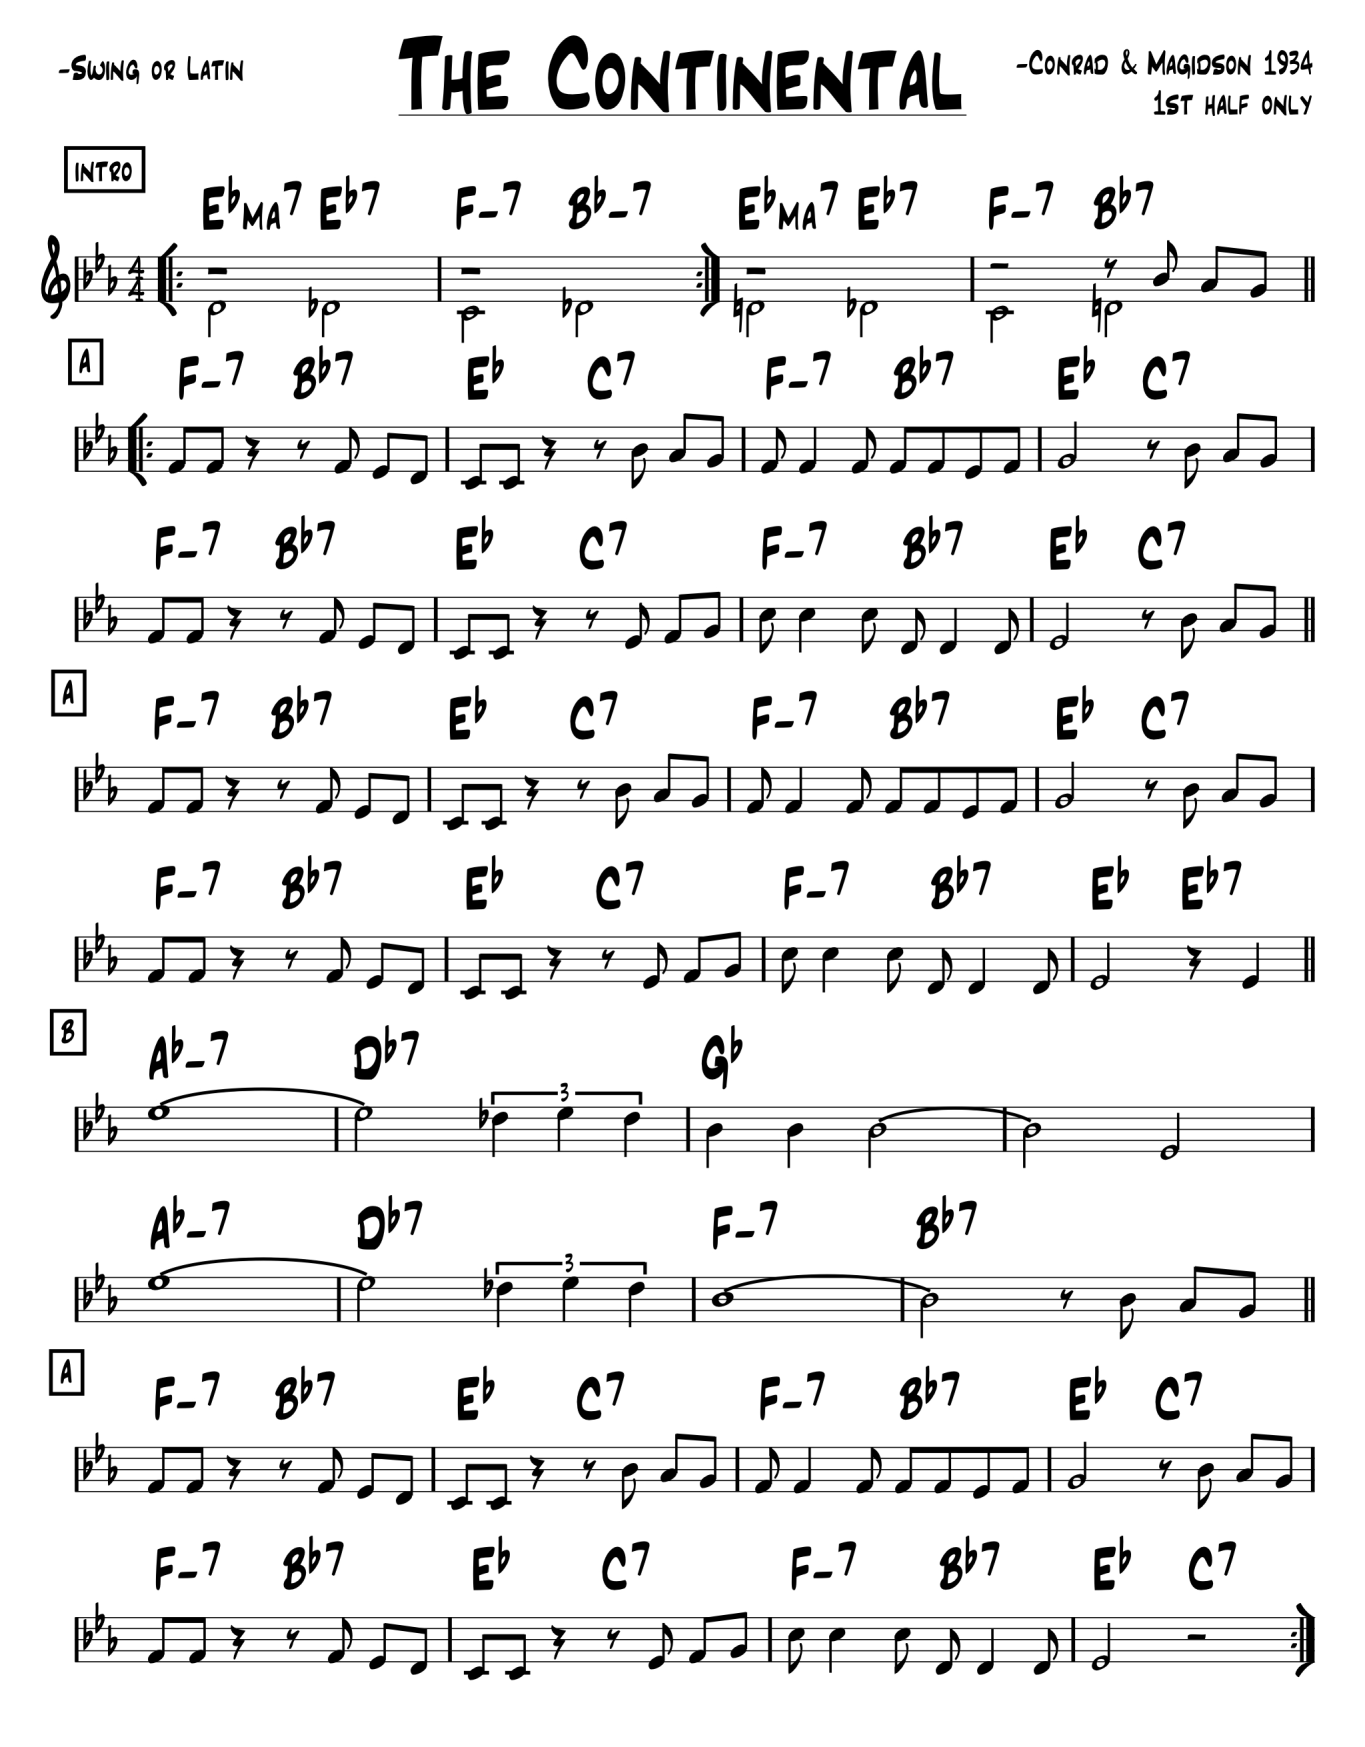 -Swing or Latin
The Continental
-Conrad & Magidson 1934
1st half only
intro
E♭ma7 E♭7 F-7 B♭-7 E♭ma7 E♭7 F-7 B♭7
4
4
A
F-7 B♭7 E♭ C7 F-7 B♭7 E♭ C7
F-7 B♭7 E♭ C7 F-7 B♭7 E♭ C7
A
F-7 B♭7 E♭ C7 F-7 B♭7 E♭ C7
F-7 B♭7 E♭ C7 F-7 B♭7 E♭ E♭7
B
A♭-7 D♭7 G♭
3
A♭-7 D♭7 F-7 B♭7
3
A
F-7 B♭7 E♭ C7 F-7 B♭7 E♭ C7
F-7 B♭7 E♭ C7 F-7 B♭7 E♭ C7